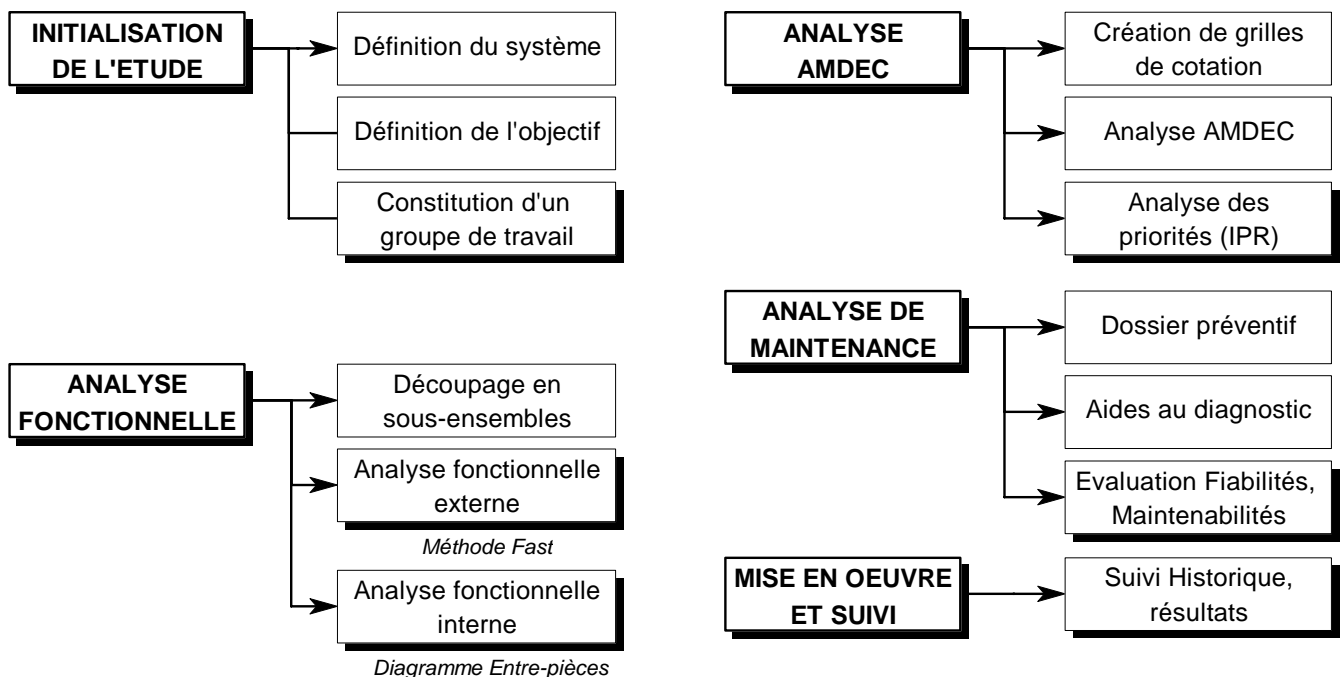 INITIALISATION
DE L'ETUDE
Définition du système
Définition de l'objectif
Constitution d'un
groupe de travail
ANALYSE
FONCTIONNELLE
Découpage en
sous-ensembles
Analyse fonctionnelle
externe
Méthode Fast
Analyse fonctionnelle
interne
Diagramme Entre-pièces
ANALYSE
AMDEC
Création de grilles
de cotation
Analyse AMDEC
Analyse des
priorités (IPR)
ANALYSE DE
MAINTENANCE
Dossier préventif
Aides au diagnostic
Evaluation Fiabilités,
Maintenabilités
MISE EN OEUVRE
ET SUIVI
Suivi Historique,
résultats